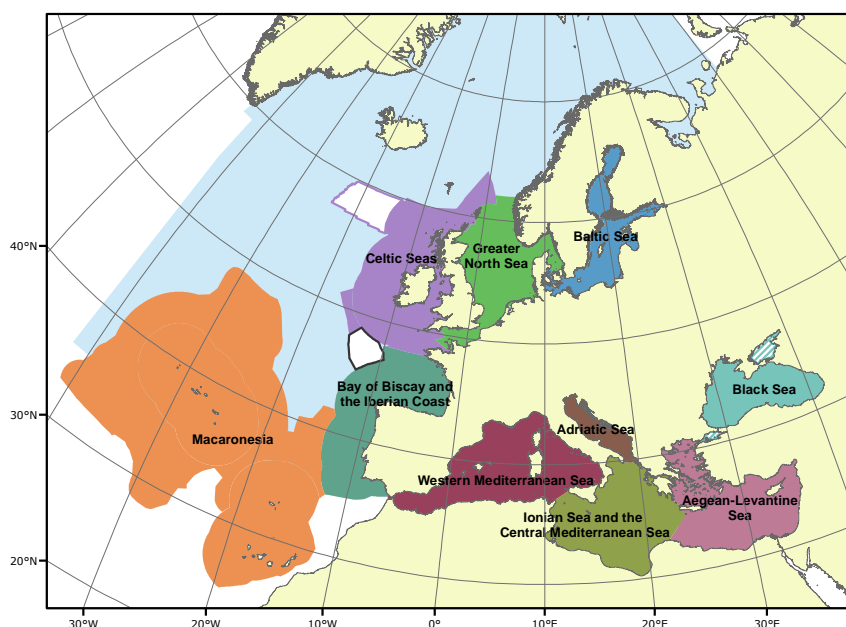 Celtic Seas
Greater
North Sea
Baltic Sea
40°N
Bay of Biscay and
the Iberian Coast
Black Sea
30°N
Macaronesia
Adriatic Sea
Western Mediterranean Sea
Aegean-Levantine
Sea
Ionian Sea and the
Central Mediterranean Sea
20°N
30°W
20°W
10°W
0°
10°E
20°E
30°E